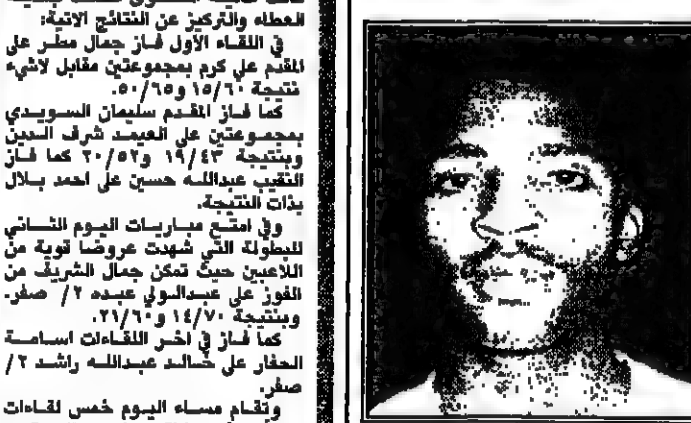 العطاء والتركيز عن النتائج الاتية:
في اللقاء الأول فاز جمال مطر على
المقدم علي كرم بمجموعتين مقابل لاشيء
نتيجة ١٥/٦٠ و٥٠/٦٥.
كما فاز المقدم سليمان السويدي
بمجموعتين على العميد شرف الدين
وبنتيجة ١٩/٤٣ و٢٠/٥٢ كما فاز
النقيب عبدالله حسين على احمد بلال
بذات النتيجة.
وفي امتع مباريات اليوم الثاني
للبطولة التي شهدت عروضا قوية من
اللاعبين حيث تمكن جمال الشريف من
الفوز على عبدالولي عبده ٢/ صفر.
وبنتيجة ١٤/٧٠ و٢١/٦٠.
كما فاز في اخر اللقاءات اسامة
الحفار على خالد عبدالله راشد ٢/
صفر.
وتقام مساء اليوم خمس لقاءات